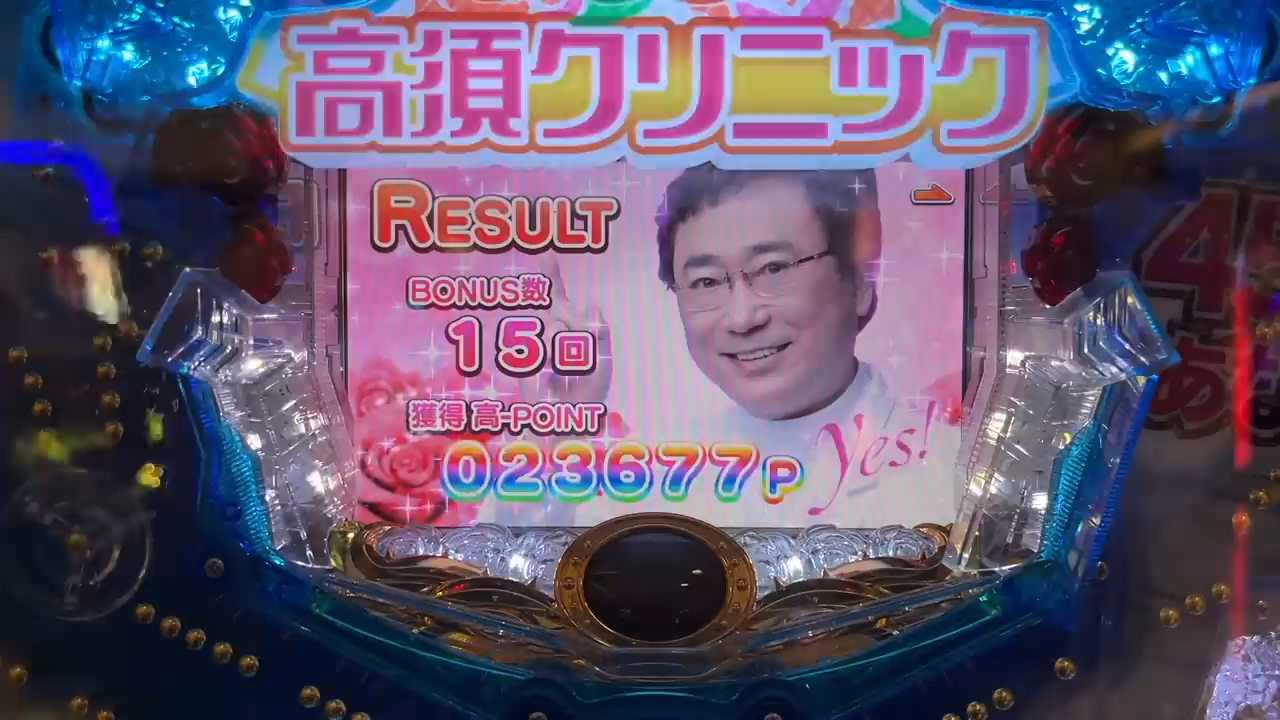 高須クリニック
RESULT
BONUS数
15回
獲得 高-POINT
023677P
yes!